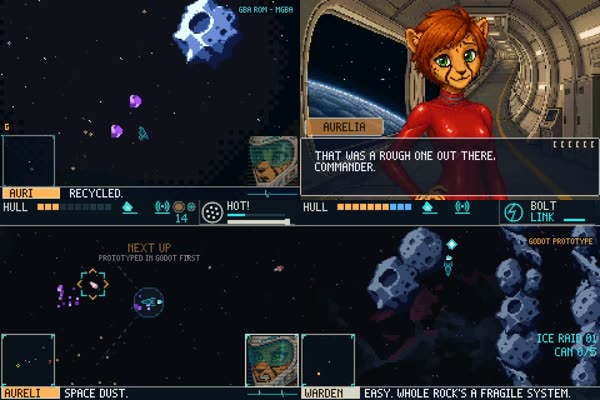 GBA ROM - MGBA
G
AURI
RECYCLED.
HULL
14
HOT!
AURELIA
THAT WAS A ROUGH ONE OUT THERE,
COMMANDER.
HULL
BOLT
LINK
NEXT UP
PROTOTYPED IN GODOT FIRST
AURELI
SPACE DUST.
GODOT PROTOTYPE
ICE RAID 01
CAN 0/5
WARDEN
EASY. WHOLE ROCK'S A FRAGILE SYSTEM.